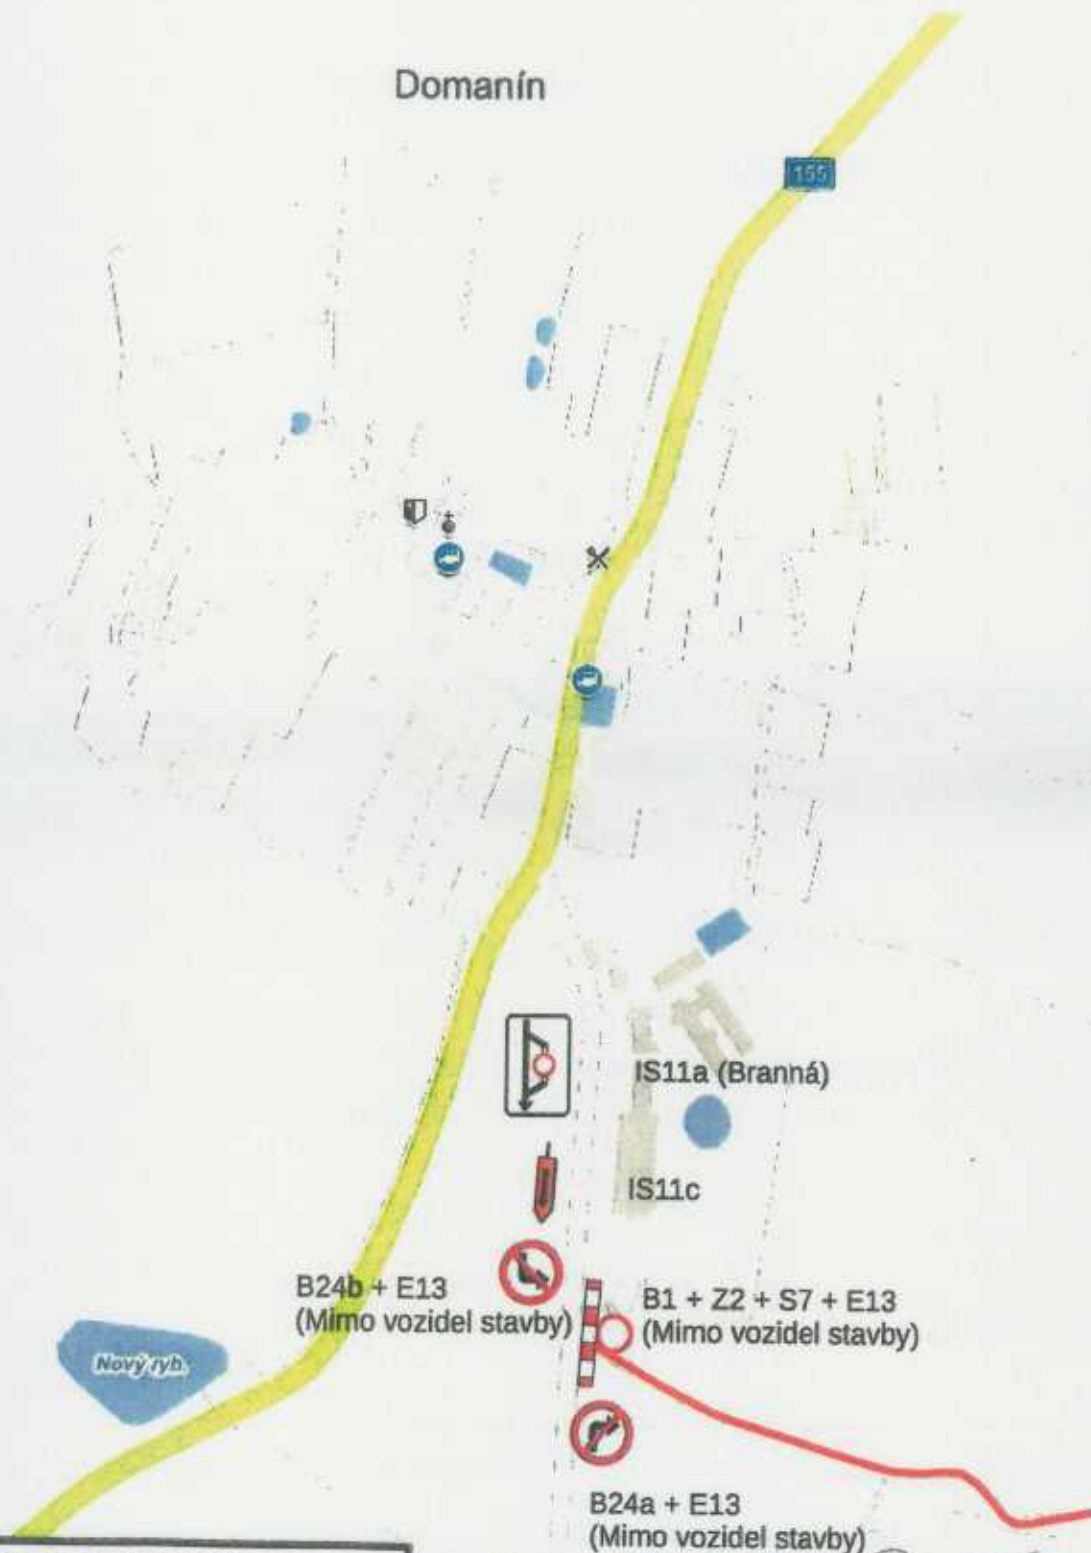 Domanín
155
IS11a (Branná)
IS11c
B24b + E13
(Mimo vozidel stavby)
B1 + Z2 + S7 + E13
(Mimo vozidel stavby)
Nový ryb.
B24a + E13
(Mimo vozidel stavby)